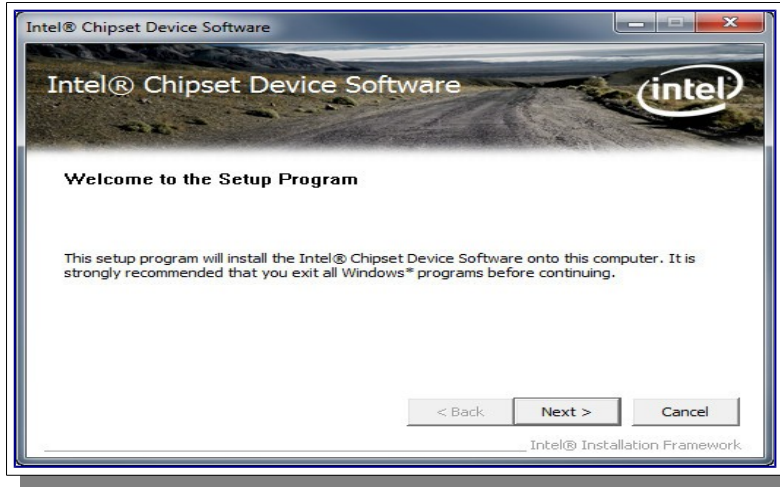 Intel® Chipset Device Software
Intel® Chipset Device Software
intel
Welcome to the Setup Program
This setup program will install the Intel® Chipset Device Software onto this computer. It is
strongly recommended that you exit all Windows* programs before continuing.
< Back Next > Cancel
Intel® Installation Framework